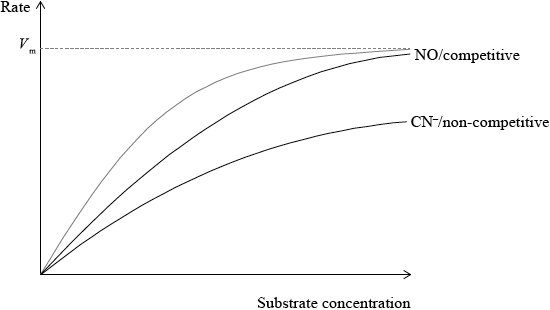 Rate
Vm
NO/competitive
CN–/non-competitive
Substrate concentration